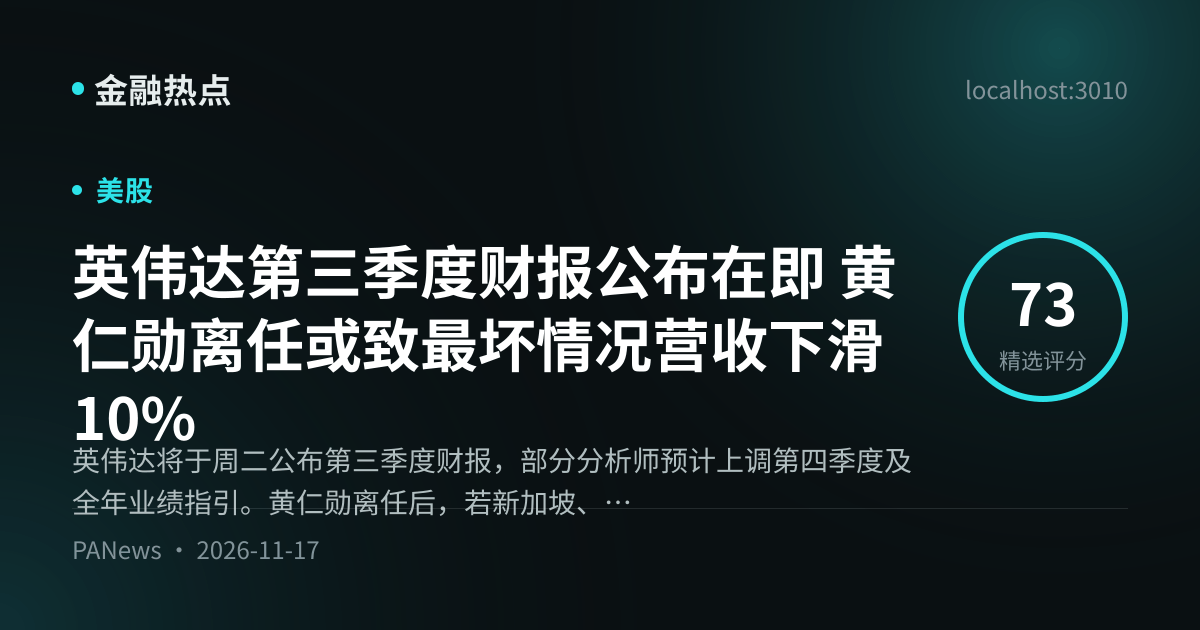 金融热点
localhost:3010
美股
英伟达第三季度财报公布在即 黄
仁勋离任或致最坏情况营收下滑
10%
73
精选评分
英伟达将于周二公布第三季度财报，部分分析师预计上调第四季度及
全年业绩指引。黄仁勋离任后，若新加坡、…
PANews • 2026-11-17